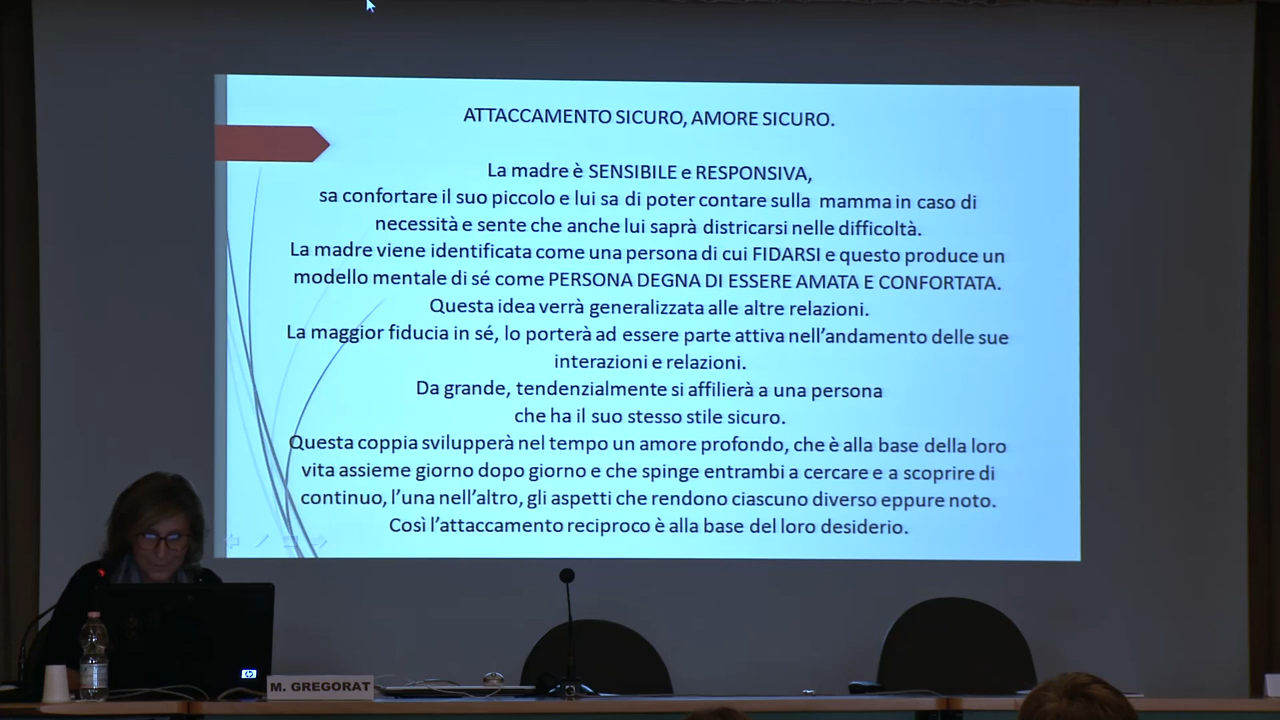 ATTACCAMENTO SICURO, AMORE SICURO.
La madre è SENSIBILE e RESPONSIVA,
sa confortare il suo piccolo e lui sa di poter contare sulla mamma in caso di
necessità e sente che anche lui saprà districarsi nelle difficoltà.
La madre viene identificata come una persona di cui FIDARSI e questo produce un
modello mentale di sé come PERSONA DEGNA DI ESSERE AMATA E CONFORTATA.
Questa idea verrà generalizzata alle altre relazioni.
La maggior fiducia in sé, lo porterà ad essere parte attiva nell'andamento delle sue
interazioni e relazioni.
Da grande, tendenzialmente si affilierà a una persona
che ha il suo stesso stile sicuro.
Questa coppia svilupperà nel tempo un amore profondo, che è alla base della loro
vita assieme giorno dopo giorno e che spinge entrambi a cercare e a scoprire di
continuo, l'una nell'altro, gli aspetti che rendono ciascuno diverso eppure noto.
Così l'attaccamento reciproco è alla base del loro desiderio.
hp
M. GREGORAT